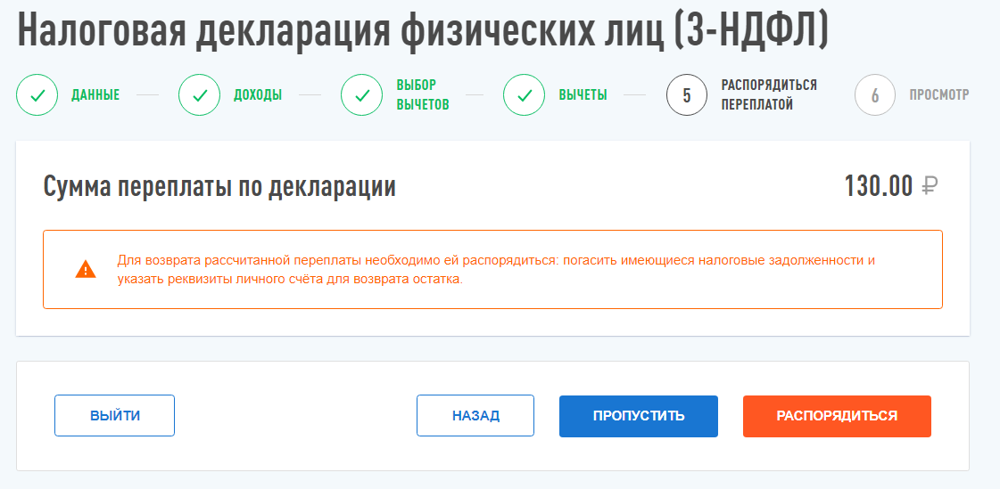 Налоговая декларация физических лиц (3-НДФЛ)
ДАННЫЕ
ДОХОДЫ
ВЫБОР
ВЫЧЕТОВ
ВЫЧЕТЫ
5
РАСПОРЯДИТЬСЯ
ПЕРЕПЛАТОЙ
6
ПРОСМОТР
Сумма переплаты по декларации
130.00 ₽
Для возврата рассчитанной переплаты необходимо ей распорядиться: погасить имеющиеся налоговые задолженности и
указать реквизиты личного счёта для возврата остатка.
ВЫЙТИ
НАЗАД
ПРОПУСТИТЬ
РАСПОРЯДИТЬСЯ